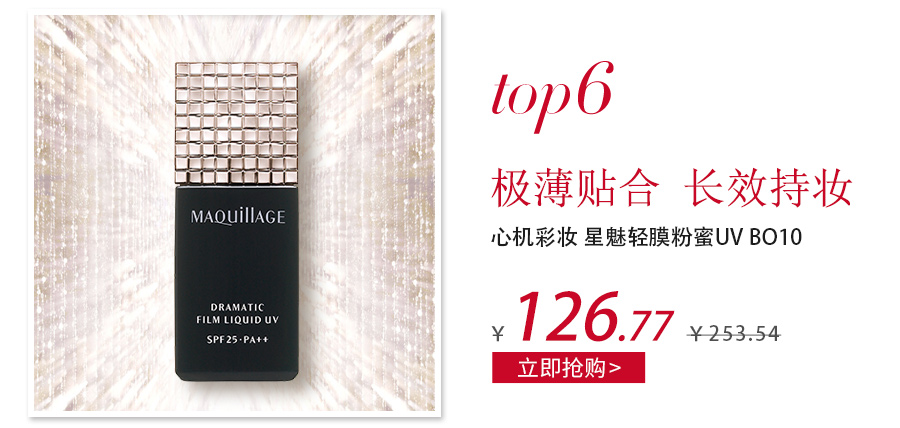 MAQUillAGE
DRAMATIC
FILM LIQUID UV
SPF25·PA++
top6
极薄贴合 长效持妆
心机彩妆 星魅轻膜粉蜜UV BO10
¥ 126.77 ¥253.54
立即抢购>